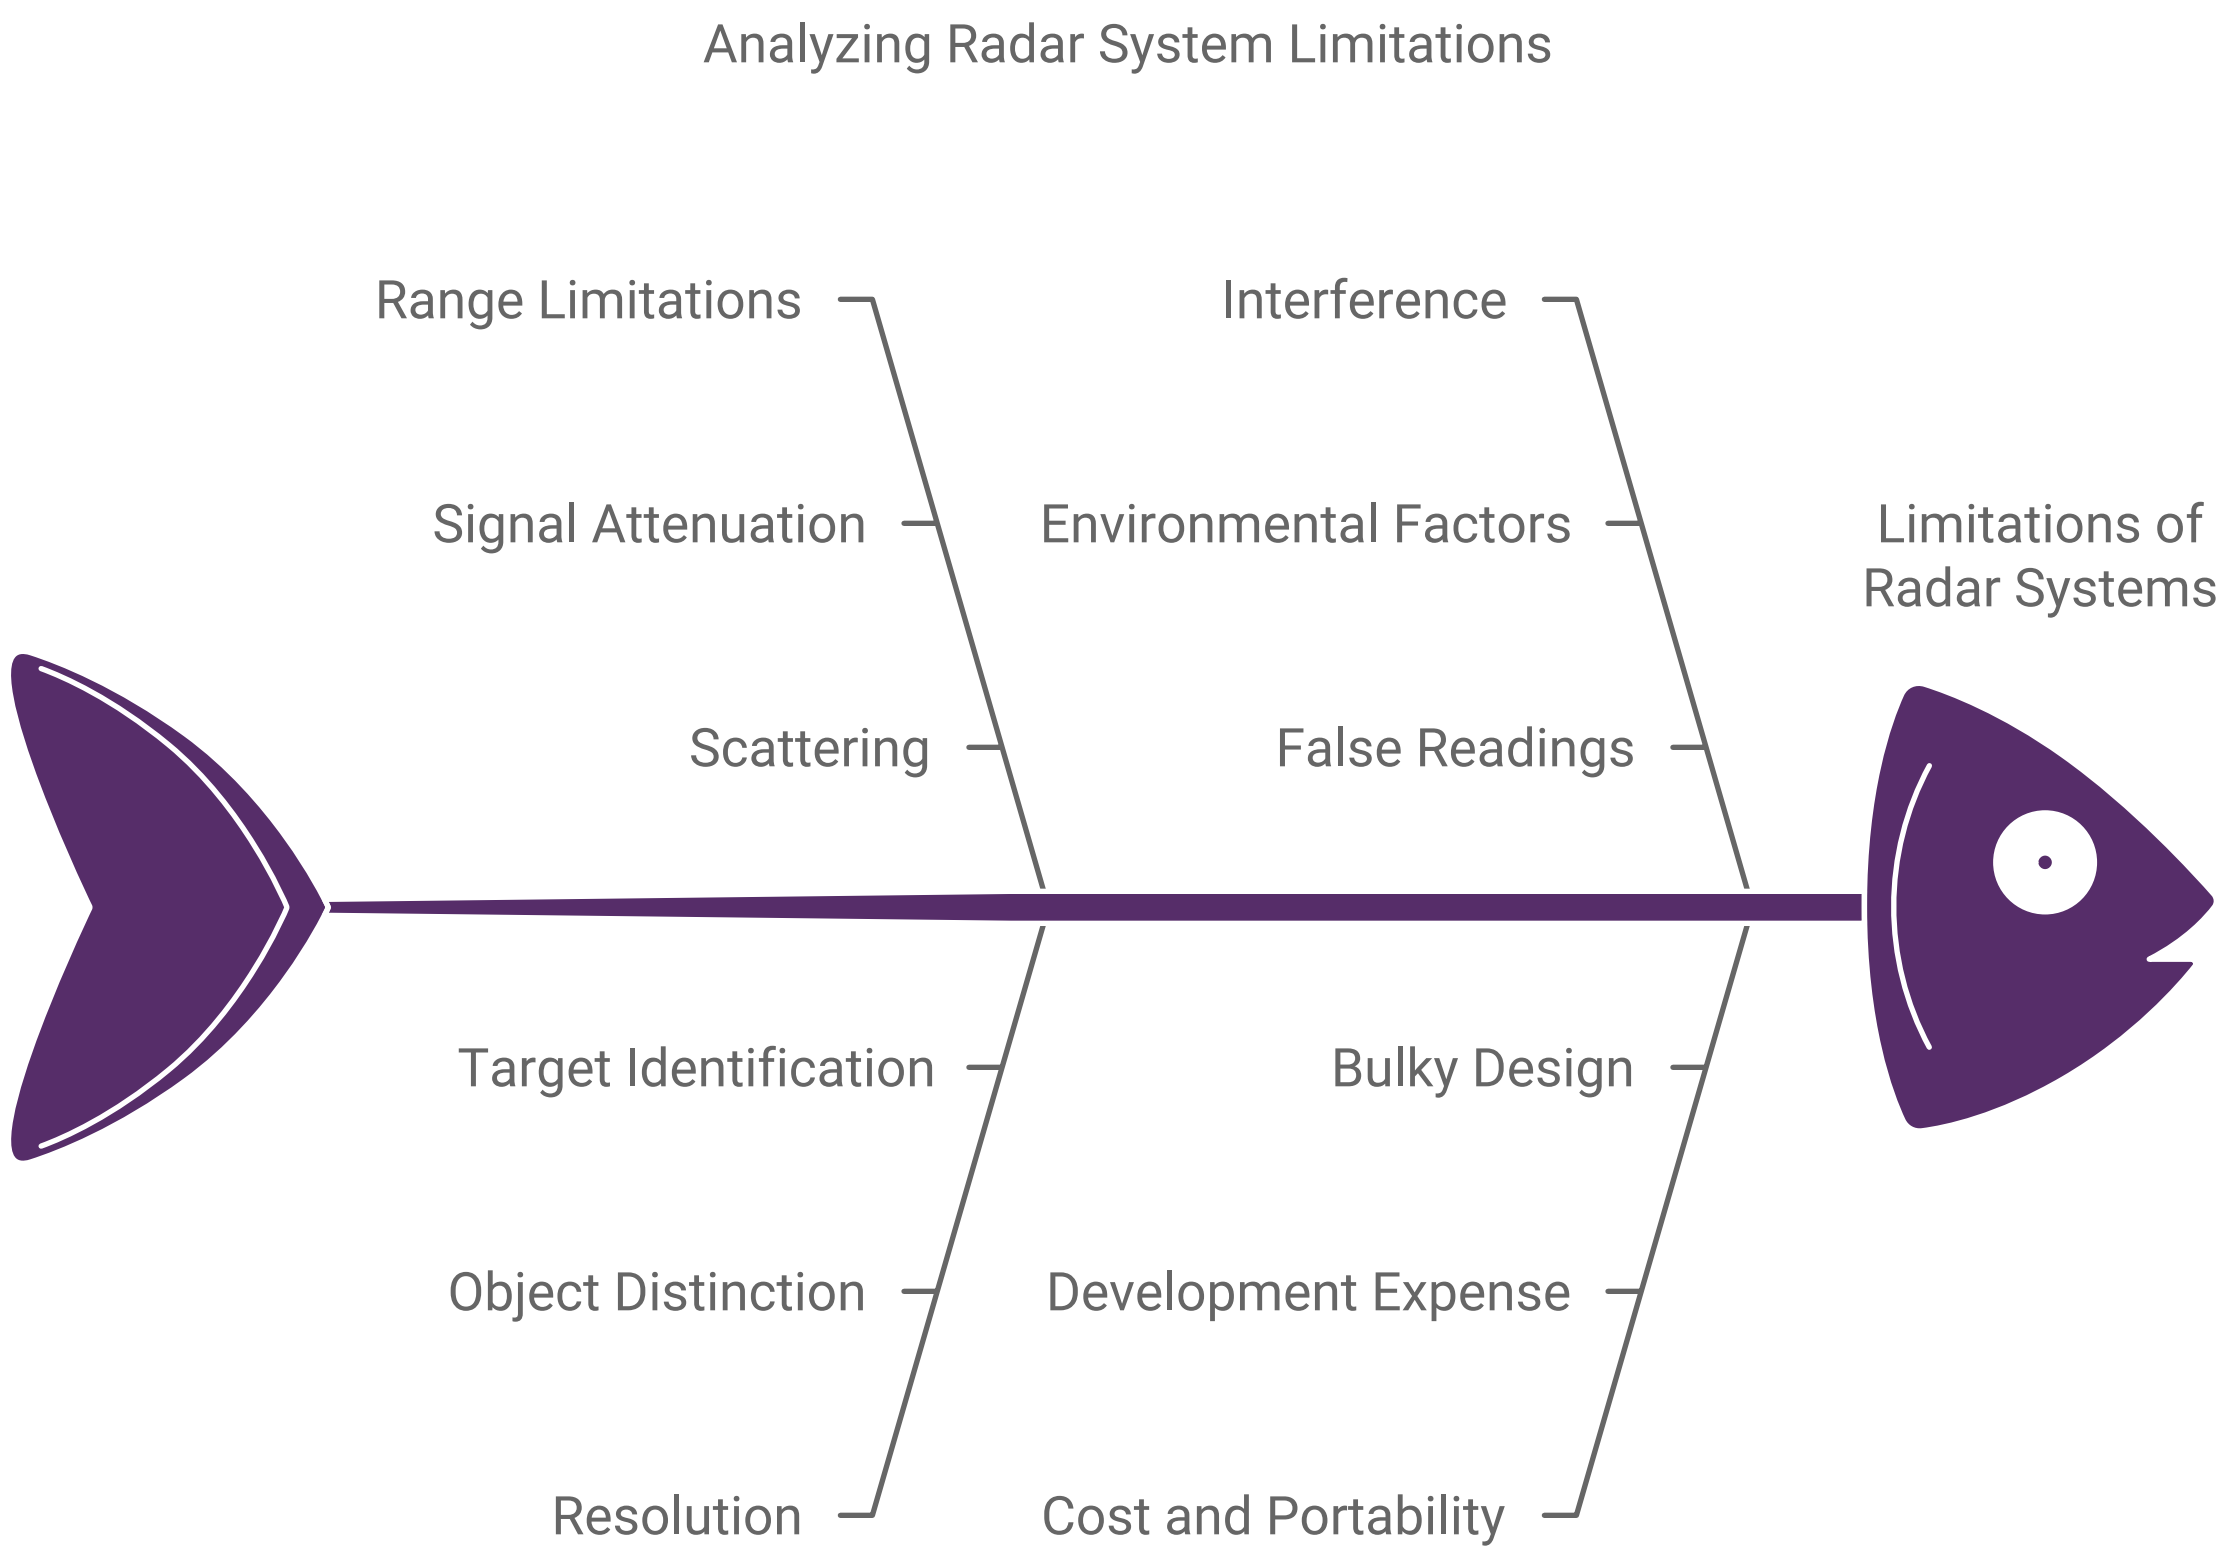 Analyzing Radar System Limitations
Range Limitations
Interference
Signal Attenuation
Environmental Factors
Limitations of
Radar Systems
Scattering
False Readings
Target Identification
Bulky Design
Object Distinction
Development Expense
Resolution
Cost and Portability